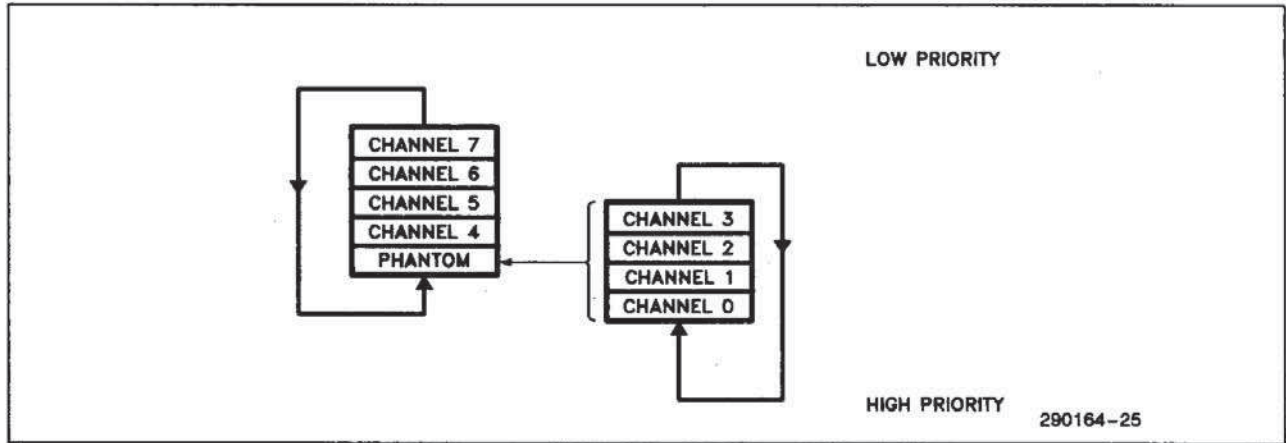 LOW PRIORITY
CHANNEL 7
CHANNEL 6
CHANNEL 5
CHANNEL 4
PHANTOM
CHANNEL 3
CHANNEL 2
CHANNEL 1
CHANNEL 0
HIGH PRIORITY
290164-25